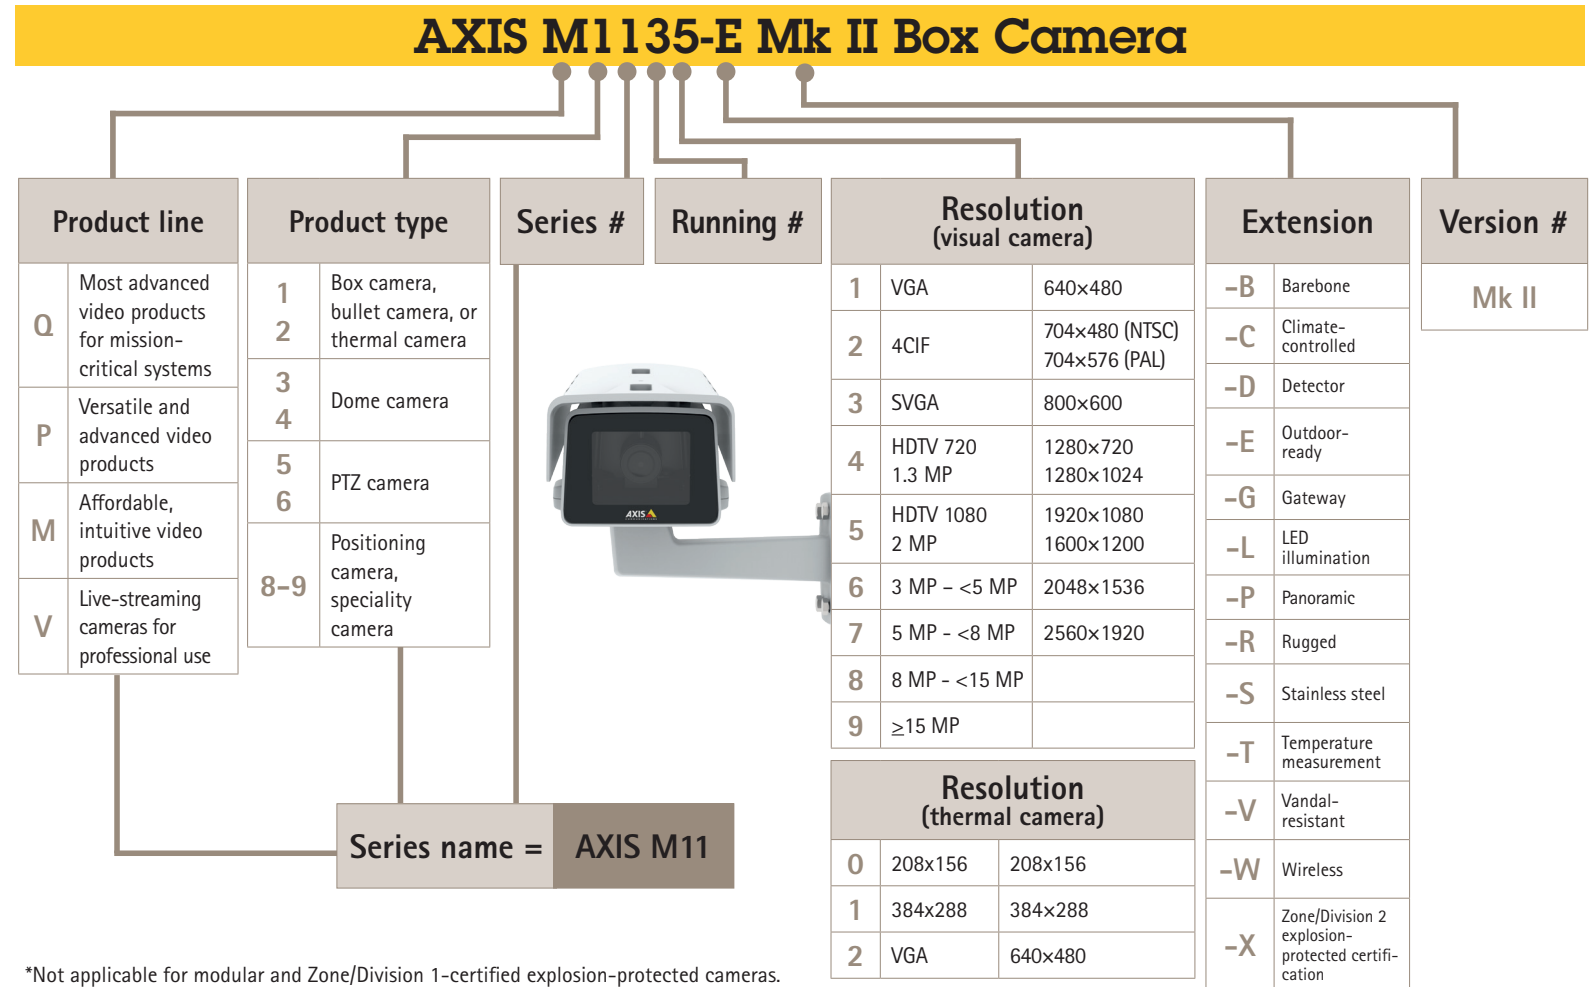 AXIS M1135-E Mk II Box Camera
Product line
Q
Most advanced
video products
for mission-
critical systems
P
Versatile and
advanced video
products
M
Affordable,
intuitive video
products
V
Live-streaming
cameras for
professional use
Product type
1
2
Box camera,
bullet camera, or
thermal camera
3
4
Dome camera
5
6
PTZ camera
8-9
Positioning
camera,
speciality
camera
Series #
Running #
AXIS
COMMUNICATIONS
Resolution
(visual camera)
1 VGA 640×480
2 4CIF 704×480 (NTSC)
704×576 (PAL)
3 SVGA 800×600
4 HDTV 720 1280×720
1.3 MP 1280×1024
5 HDTV 1080 1920×1080
2 MP 1600×1200
6 3 MP – <5 MP 2048×1536
7 5 MP - <8 MP 2560×1920
8 8 MP - <15 MP
9 ≥15 MP
Resolution
(thermal camera)
0 208x156 208x156
1 384x288 384×288
2 VGA 640×480
Extension
-B Barebone
-C Climate-
controlled
-D Detector
-E Outdoor-
ready
-G Gateway
-L LED
illumination
-P Panoramic
-R Rugged
-S Stainless steel
-T Temperature
measurement
-V Vandal-
resistant
-W Wireless
-X Zone/Division 2
explosion-
protected certifi-
cation
Version #
Mk II
Series name = AXIS M11
*Not applicable for modular and Zone/Division 1-certified explosion-protected cameras.